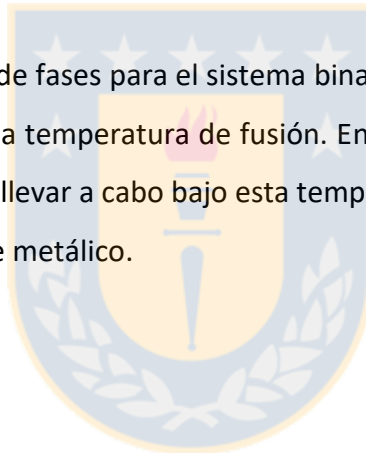 de fases para el sistema bina
a temperatura de fusión. En
llevar a cabo bajo esta temp
e metálico.